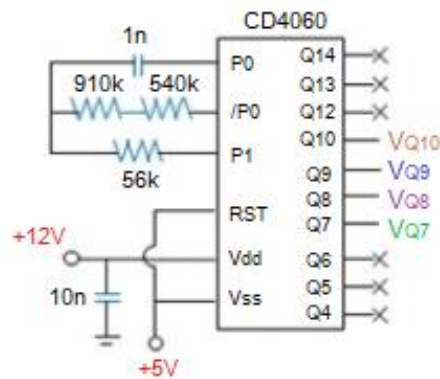 CD4060
1n
P0
910k 540k
/P0
56k
P1
RST
+12V
Vdd
10n
Vss
+5V
Q14
Q13
Q12
Q10
VQ10
Q9
VQ9
Q8
VQ8
Q7
VQ7
Q6
Q5
Q4